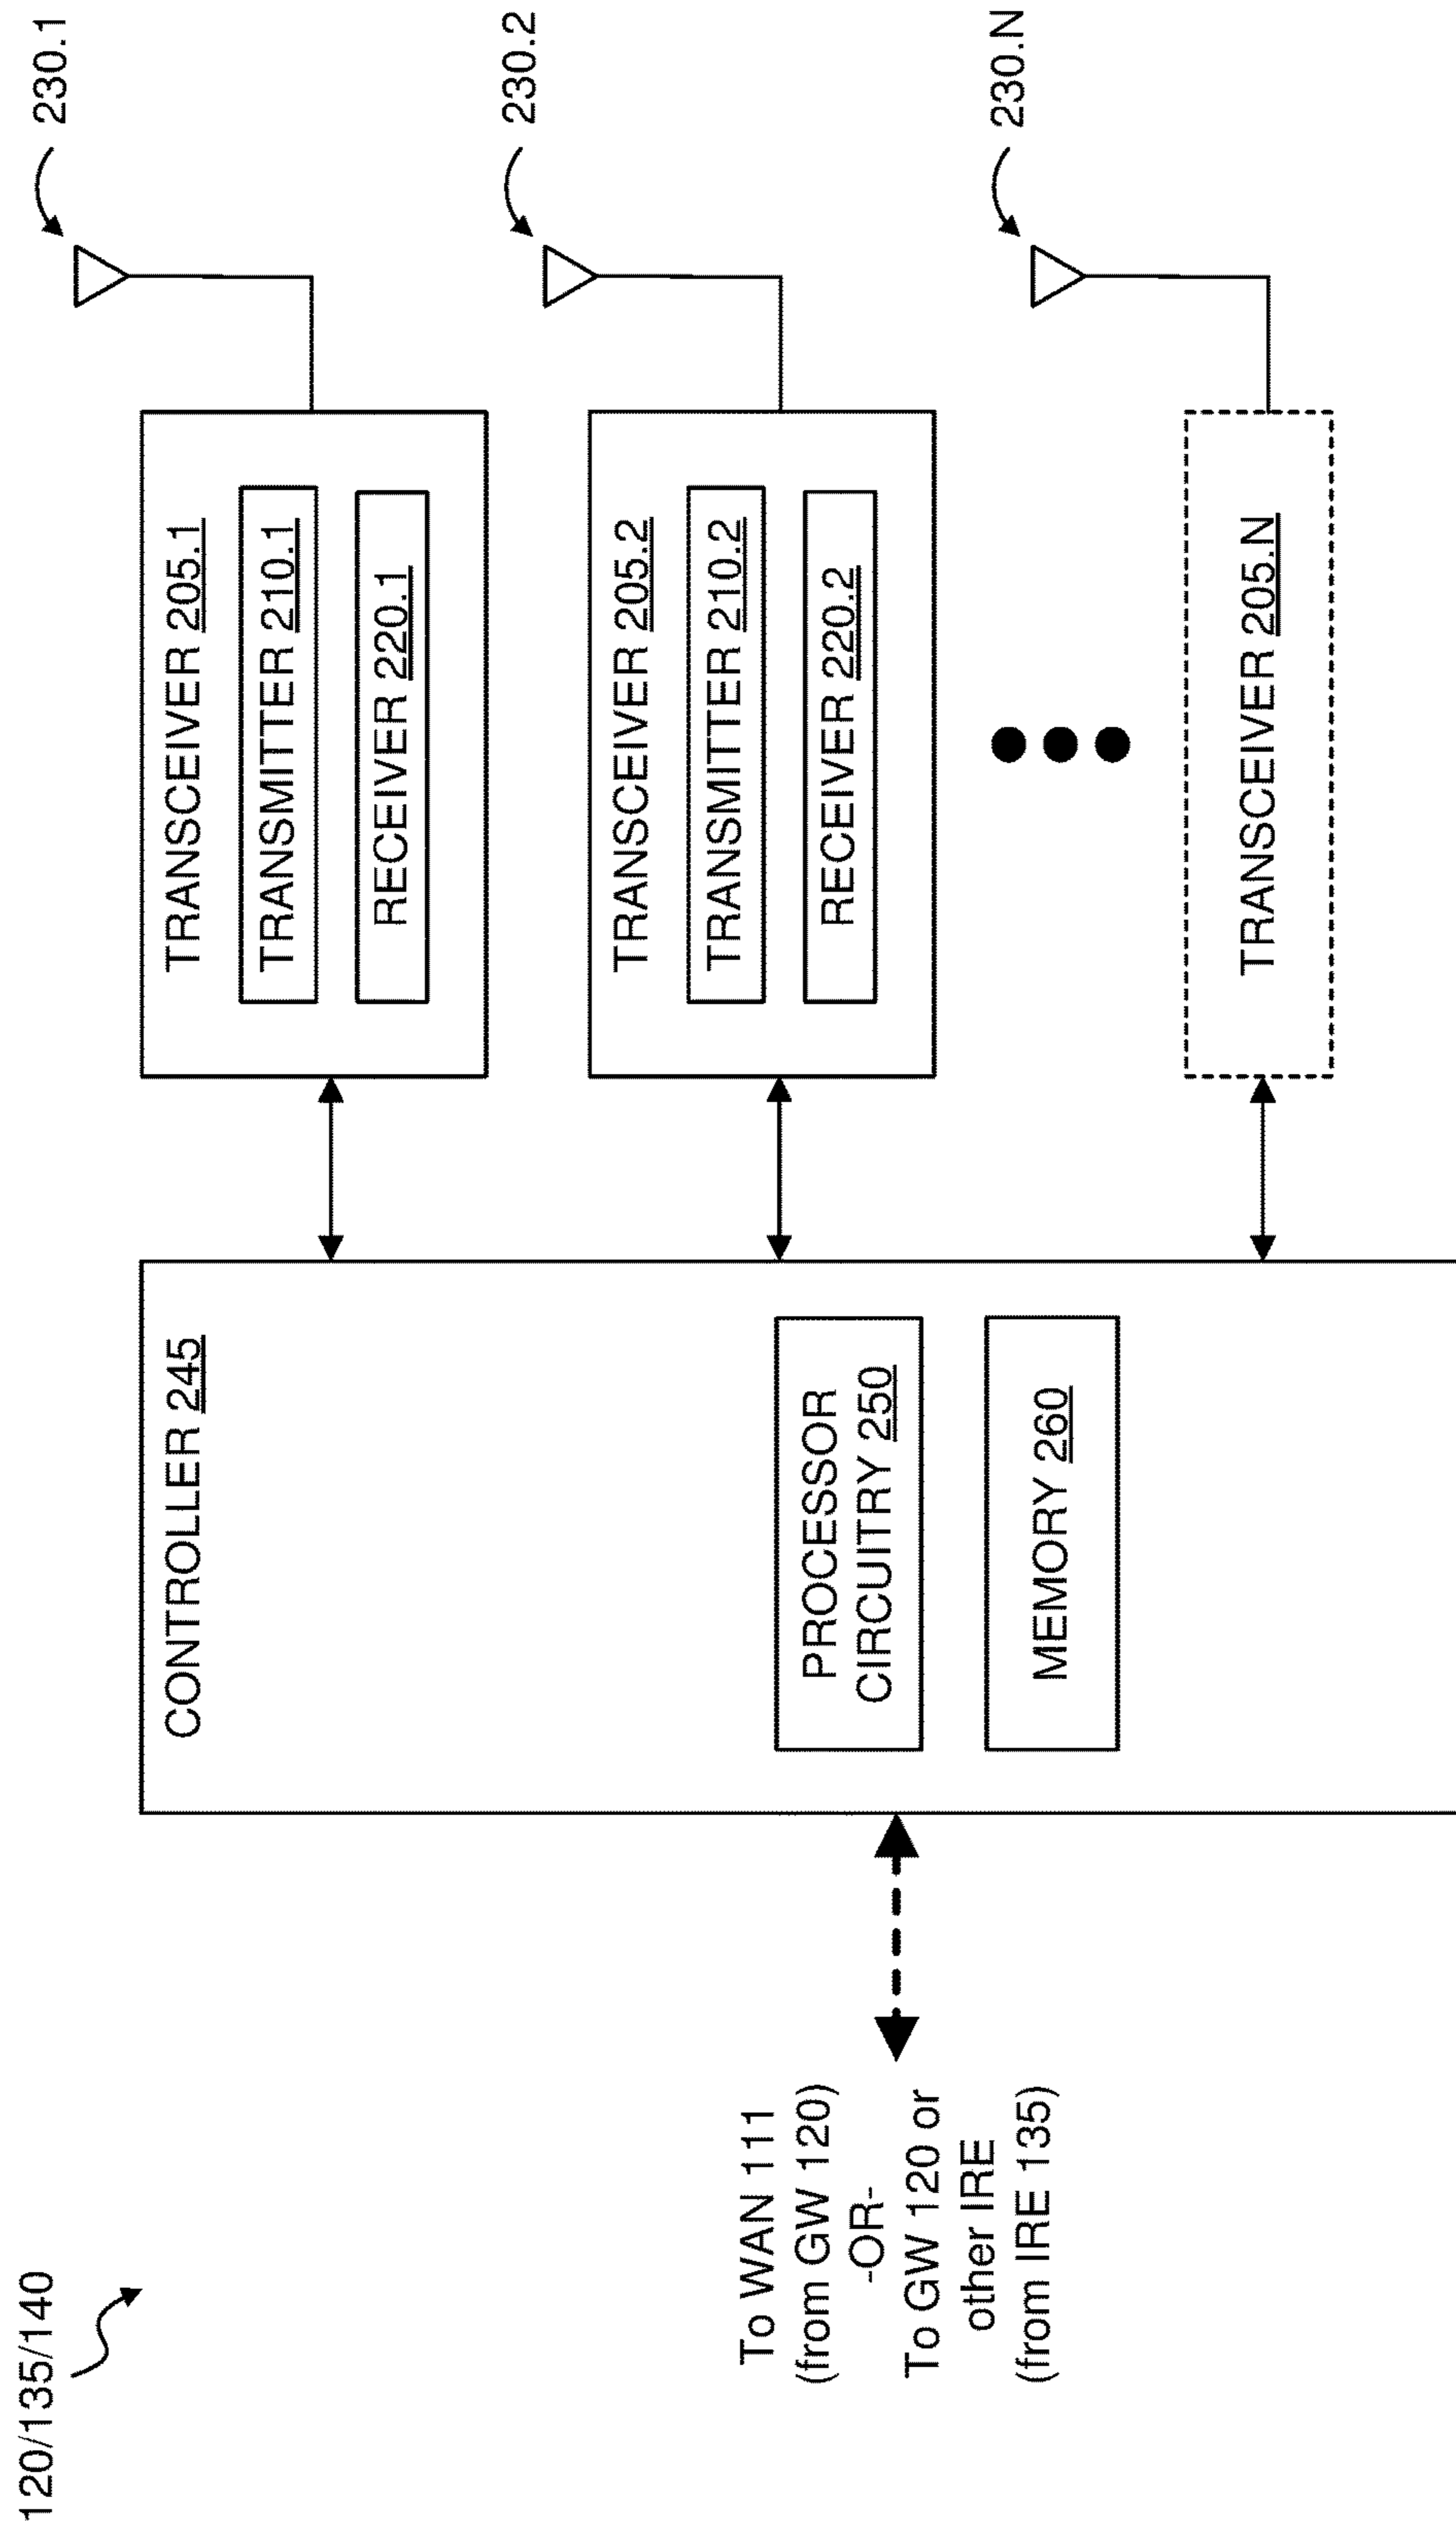 120/135/140
To WAN 111
(from GW 120)
-OR-
To GW 120 or
other IRE
(from IRE 135)
CONTROLLER 245
PROCESSOR
CIRCUITRY 250
MEMORY 260
TRANSCEIVER 205.1
TRANSMITTER 210.1
RECEIVER 220.1
230.1
TRANSCEIVER 205.2
TRANSMITTER 210.2
RECEIVER 220.2
230.2
TRANSCEIVER 205.N
230.N